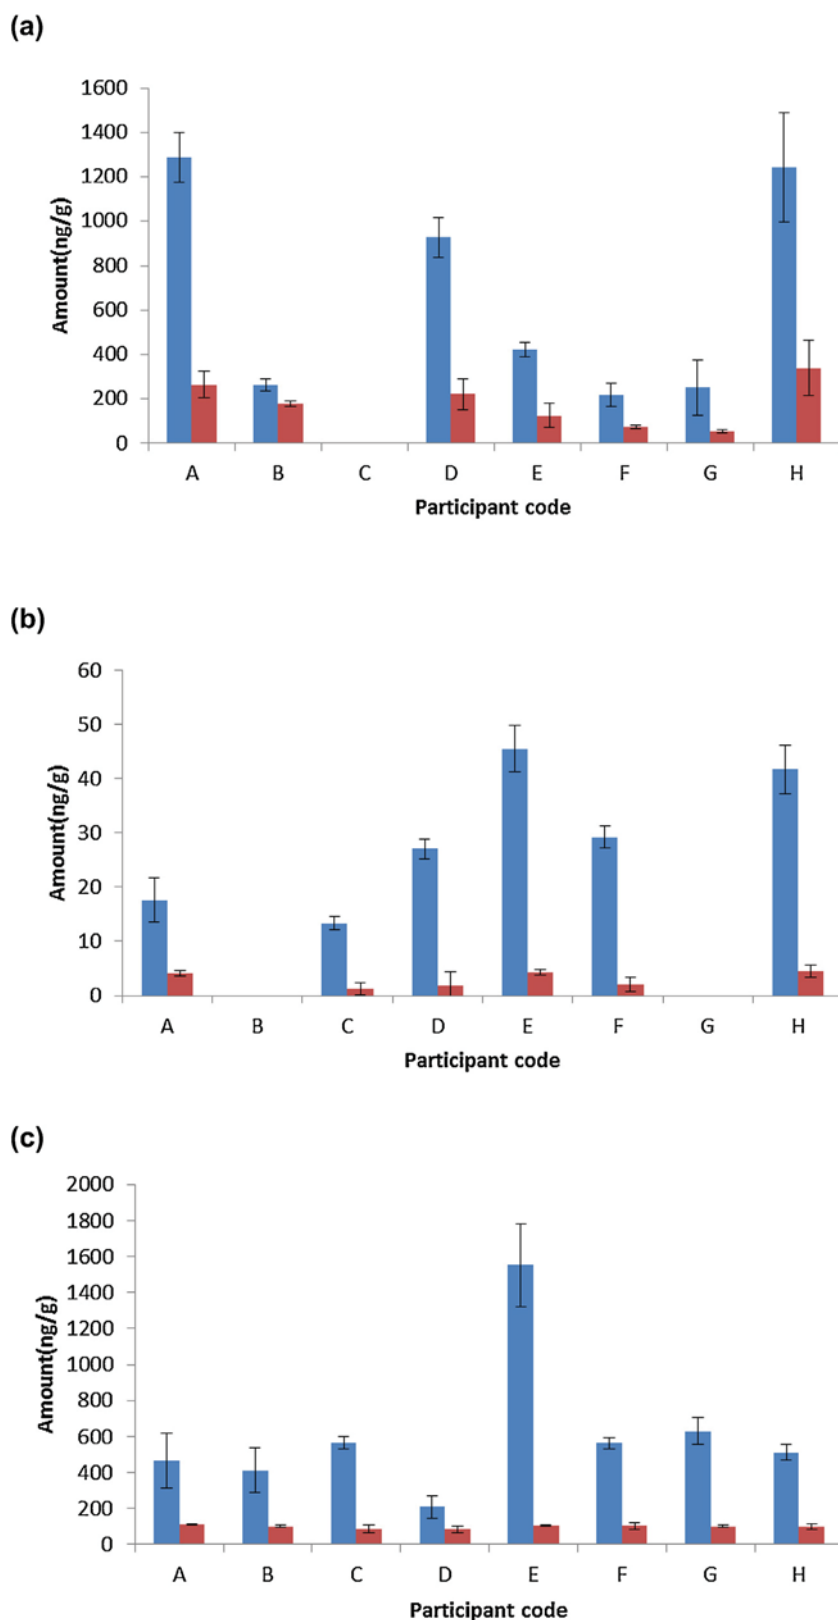 (a)
1600
1400
1200
1000
800
600
400
200
0
Amount(ng/g)
A B C D E F G H
Participant code
(b)
60
50
40
30
20
10
0
Amount(ng/g)
A B C D E F G H
Participant code
(c)
2000
1800
1600
1400
1200
1000
800
600
400
200
0
Amount(ng/g)
A B C D E F G H
Participant code